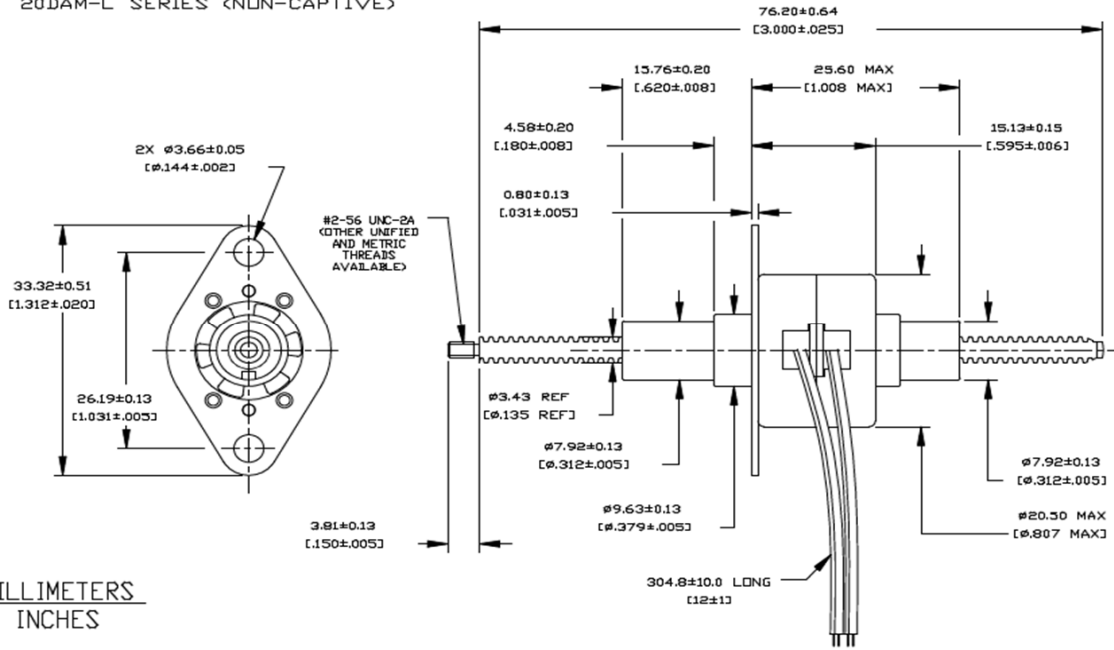 20DAM-L SERIES (NON-CAPTIVE)
76.20±0.64
[3.000±.025]
15.76±0.20
[.620±.008]
25.60 MAX
[1.008 MAX]
4.58±0.20
[.180±.008]
15.13±0.15
[.595±.006]
2X ø3.66±0.05
[ø.144±.002]
0.80±0.13
[.031±.005]
#2-56 UNC-2A
(OTHER UNIFIED
AND METRIC
THREADS
AVAILABLE)
33.32±0.51
[1.312±.020]
26.19±0.13
[1.031±.005]
ø3.43 REF
[ø.135 REF]
ø7.92±0.13
[ø.312±.005]
ø7.92±0.13
[ø.312±.005]
ø9.63±0.13
[ø.379±.005]
ø20.50 MAX
[ø.807 MAX]
3.81±0.13
[.150±.005]
304.8±10.0 LONG
[12±1]
ILLIMETERS
INCHES